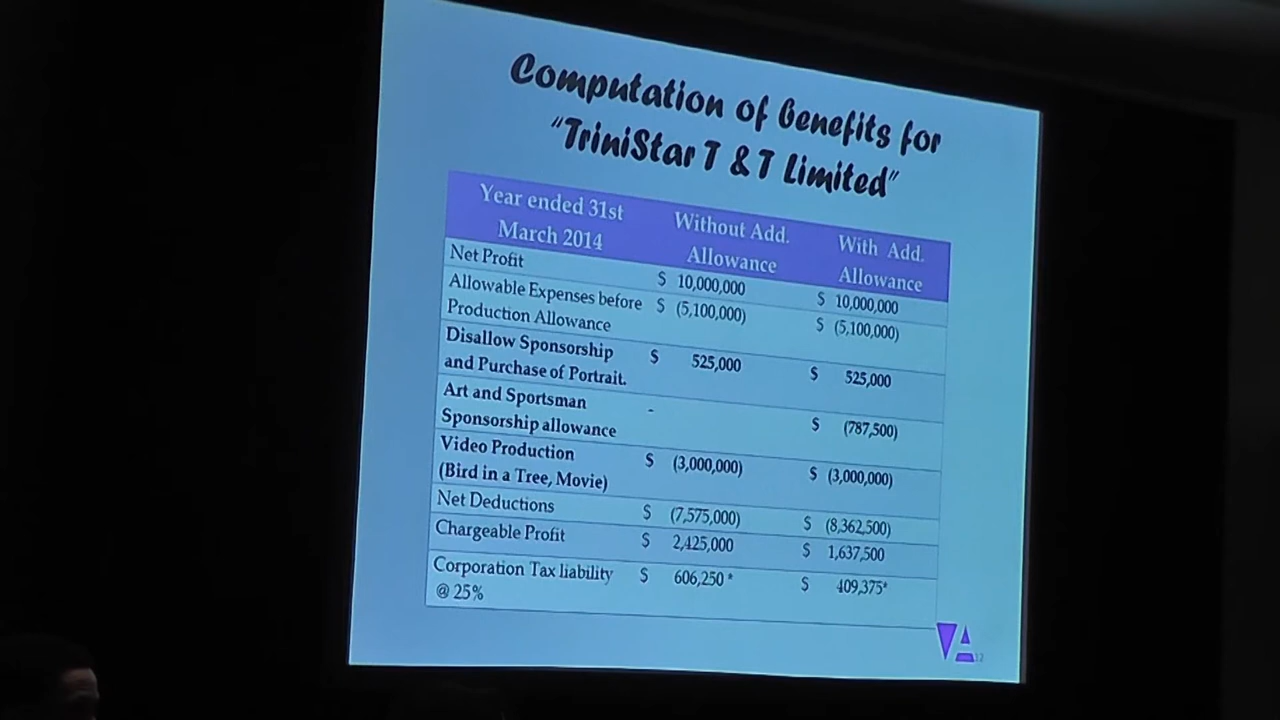 Computation of Benefits for
"TriniStar T & T Limited"
Year ended 31st March 2014 Without Add. Allowance With Add. Allowance
Net Profit $ 10,000,000 $ 10,000,000
Allowable Expenses before Production Allowance $ (5,100,000) $ (5,100,000)
Disallow Sponsorship and Purchase of Portrait. $ 525,000 $ 525,000
Art and Sportsman Sponsorship allowance - $ (787,500)
Video Production (Bird in a Tree, Movie) $ (3,000,000) $ (3,000,000)
Net Deductions $ (7,575,000) $ (8,362,500)
Chargeable Profit $ 2,425,000 $ 1,637,500
Corporation Tax liability @ 25% $ 606,250 * $ 409,375*